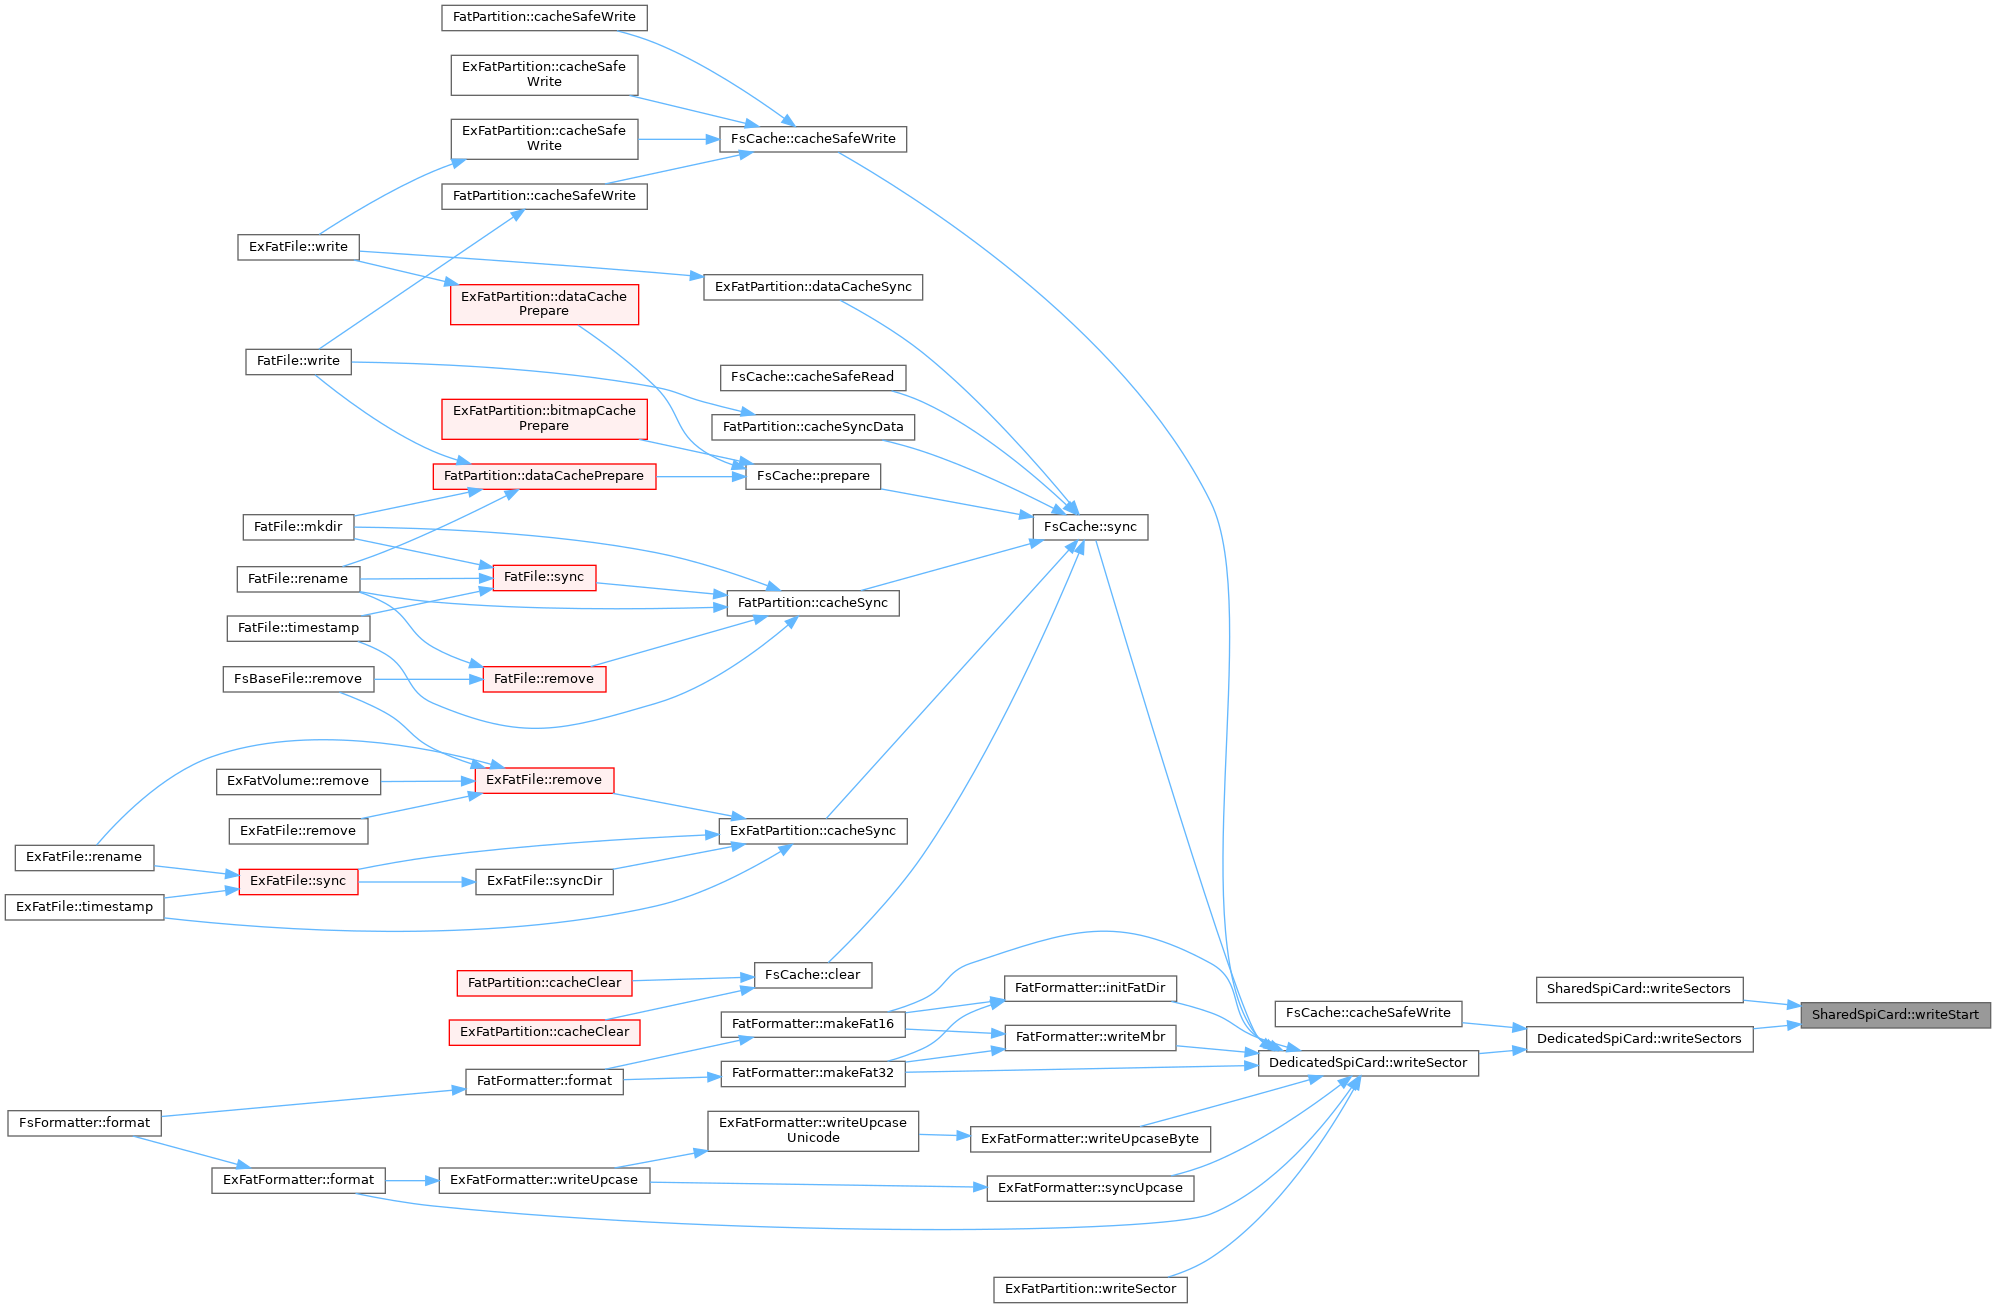 FatPartition::cacheSafeWrite
ExFatPartition::cacheSafe
Write
ExFatPartition::cacheSafe
Write
FsCache::cacheSafeWrite
FatPartition::cacheSafeWrite
ExFatFile::write
ExFatPartition::dataCacheSync
ExFatPartition::dataCache
Prepare
FatFile::write
FsCache::cacheSafeRead
ExFatPartition::bitmapCache
Prepare
FatPartition::cacheSyncData
FatPartition::dataCachePrepare
FsCache::prepare
FatFile::mkdir
FsCache::sync
FatFile::rename
FatFile::sync
FatPartition::cacheSync
FatFile::timestamp
FsBaseFile::remove
FatFile::remove
ExFatVolume::remove
ExFatFile::remove
ExFatFile::remove
ExFatPartition::cacheSync
ExFatFile::rename
ExFatFile::sync
ExFatFile::syncDir
ExFatFile::timestamp
FsCache::clear
FatPartition::cacheClear
FatFormatter::initFatDir
SharedSpiCard::writeSectors
FsCache::cacheSafeWrite
SharedSpiCard::writeStart
ExFatPartition::cacheClear
FatFormatter::makeFat16
FatFormatter::writeMbr
DedicatedSpiCard::writeSectors
DedicatedSpiCard::writeSector
FatFormatter::format
FatFormatter::makeFat32
FsFormatter::format
ExFatFormatter::writeUpcase
Unicode
ExFatFormatter::writeUpcaseByte
ExFatFormatter::format
ExFatFormatter::writeUpcase
ExFatFormatter::syncUpcase
ExFatPartition::writeSector